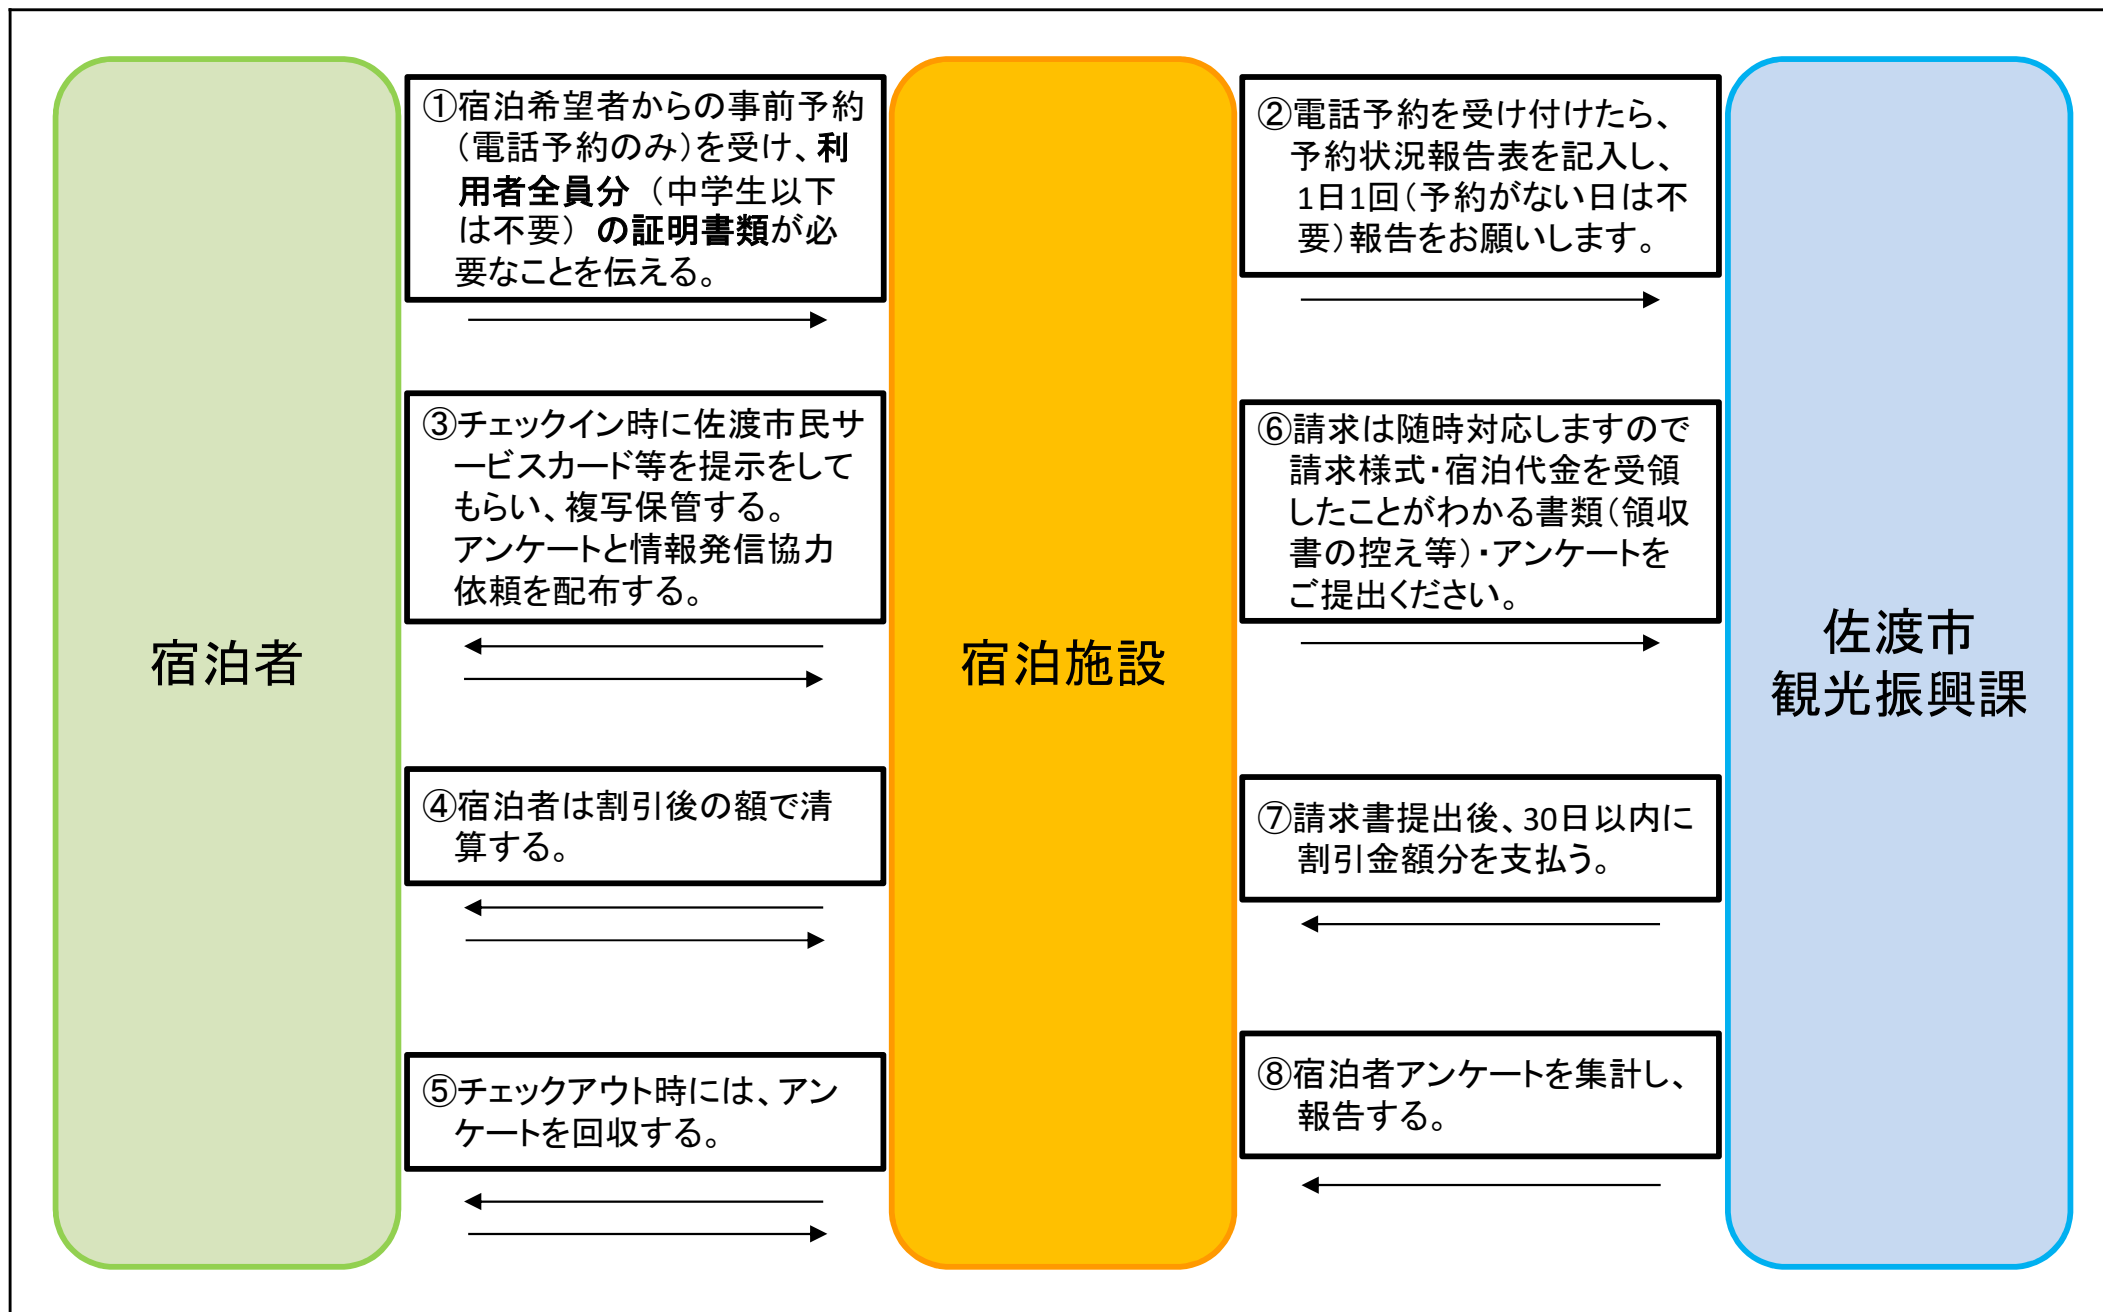 宿泊者
①宿泊希望者からの事前予約
（電話予約のみ）を受け、利
用者全員分（中学生以下
は不要）の証明書類が必
要なことを伝える。
③チェックイン時に佐渡市民サ
ービスカード等を提示をして
もらい、複写保管する。
アンケートと情報発信協力
依頼を配布する。
④宿泊者は割引後の額で清
算する。
⑤チェックアウト時には、アン
ケートを回収する。
宿泊施設
②電話予約を受け付けたら、
予約状況報告表を記入し、
1日1回（予約がない日は不
要）報告をお願いします。
⑥請求は随時対応しますので
請求様式・宿泊代金を受領
したことがわかる書類（領収
書の控え等）・アンケートを
ご提出ください。
⑦請求書提出後、30日以内に
割引金額分を支払う。
⑧宿泊者アンケートを集計し、
報告する。
佐渡市
観光振興課